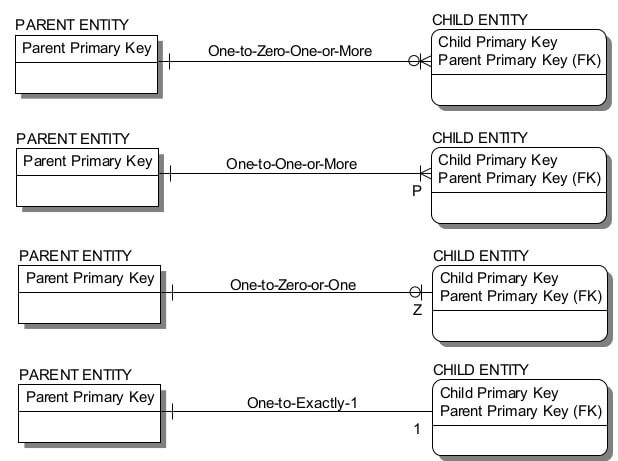 PARENT ENTITY
Parent Primary Key
One-to-Zero-One-or-More
CHILD ENTITY
Child Primary Key
Parent Primary Key (FK)
PARENT ENTITY
Parent Primary Key
One-to-One-or-More
P
CHILD ENTITY
Child Primary Key
Parent Primary Key (FK)
PARENT ENTITY
Parent Primary Key
One-to-Zero-or-One
Z
CHILD ENTITY
Child Primary Key
Parent Primary Key (FK)
PARENT ENTITY
Parent Primary Key
One-to-Exactly-1
1
CHILD ENTITY
Child Primary Key
Parent Primary Key (FK)